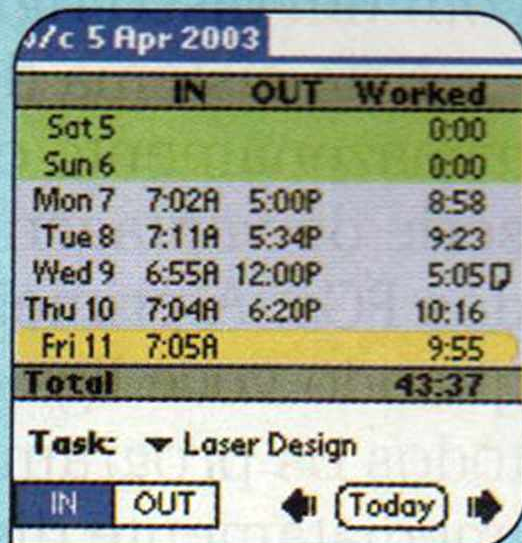 w/c 5 Apr 2003
IN OUT Worked
Sat 5 0:00
Sun 6 0:00
Mon 7 7:02A 5:00P 8:58
Tue 8 7:11A 5:34P 9:23
Wed 9 6:55A 12:00P 5:05
Thu 10 7:04A 6:20P 10:16
Fri 11 7:05A 9:55
Total 43:37
Task: Laser Design
IN OUT Today